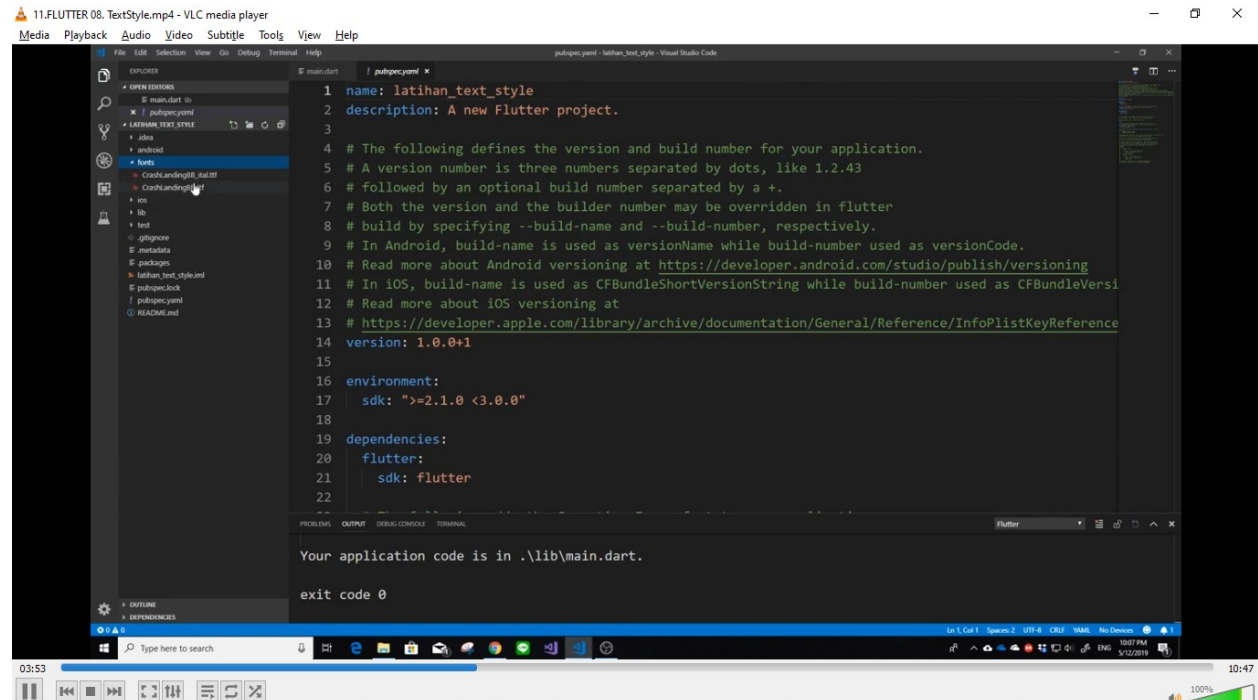 11.FLUTTER 08. TextStyle.mp4 - VLC media player
Media Playback Audio Video Subtitle Tools View Help
File Edit Selection View Go Debug Terminal Help
pubspec.yaml - latihan_text_style - Visual Studio Code
EXPLORER
OPEN EDITORS
main.dart lib
pubspec.yaml
LATIHAN_TEXT_STYLE
.idea
android
fonts
CrashLandingBB_ital.ttf
ios
lib
test
.gitignore
.metadata
.packages
latihan_text_style.iml
pubspec.lock
pubspec.yaml
README.md
OUTLINE
DEPENDENCIES
main.dart
pubspec.yaml
1 name: latihan_text_style
2 description: A new Flutter project.
3
4 # The following defines the version and build number for your application.
5 # A version number is three numbers separated by dots, like 1.2.43
6 # followed by an optional build number separated by a +.
7 # Both the version and the builder number may be overridden in flutter
8 # build by specifying --build-name and --build-number, respectively.
9 # In Android, build-name is used as versionName while build-number used as versionCode.
10 # Read more about Android versioning at https://developer.android.com/studio/publish/versioning
11 # In iOS, build-name is used as CFBundleShortVersionString while build-number used as CFBundleVersi
12 # Read more about iOS versioning at
13 # https://developer.apple.com/library/archive/documentation/General/Reference/InfoPlistKeyReference
14 version: 1.0.0+1
15
16 environment:
17 sdk: ">=2.1.0 <3.0.0"
18
19 dependencies:
20 flutter:
21 sdk: flutter
22
PROBLEMS OUTPUT DEBUG CONSOLE TERMINAL
Flutter
Your application code is in .\lib\main.dart.
exit code 0
0 0
Ln 1, Col 1 Spaces: 2 UTF-8 CRLF YAML No Devices 1
Type here to search
ENG
10:07 PM
5/12/2019
03:53
10:47
100%